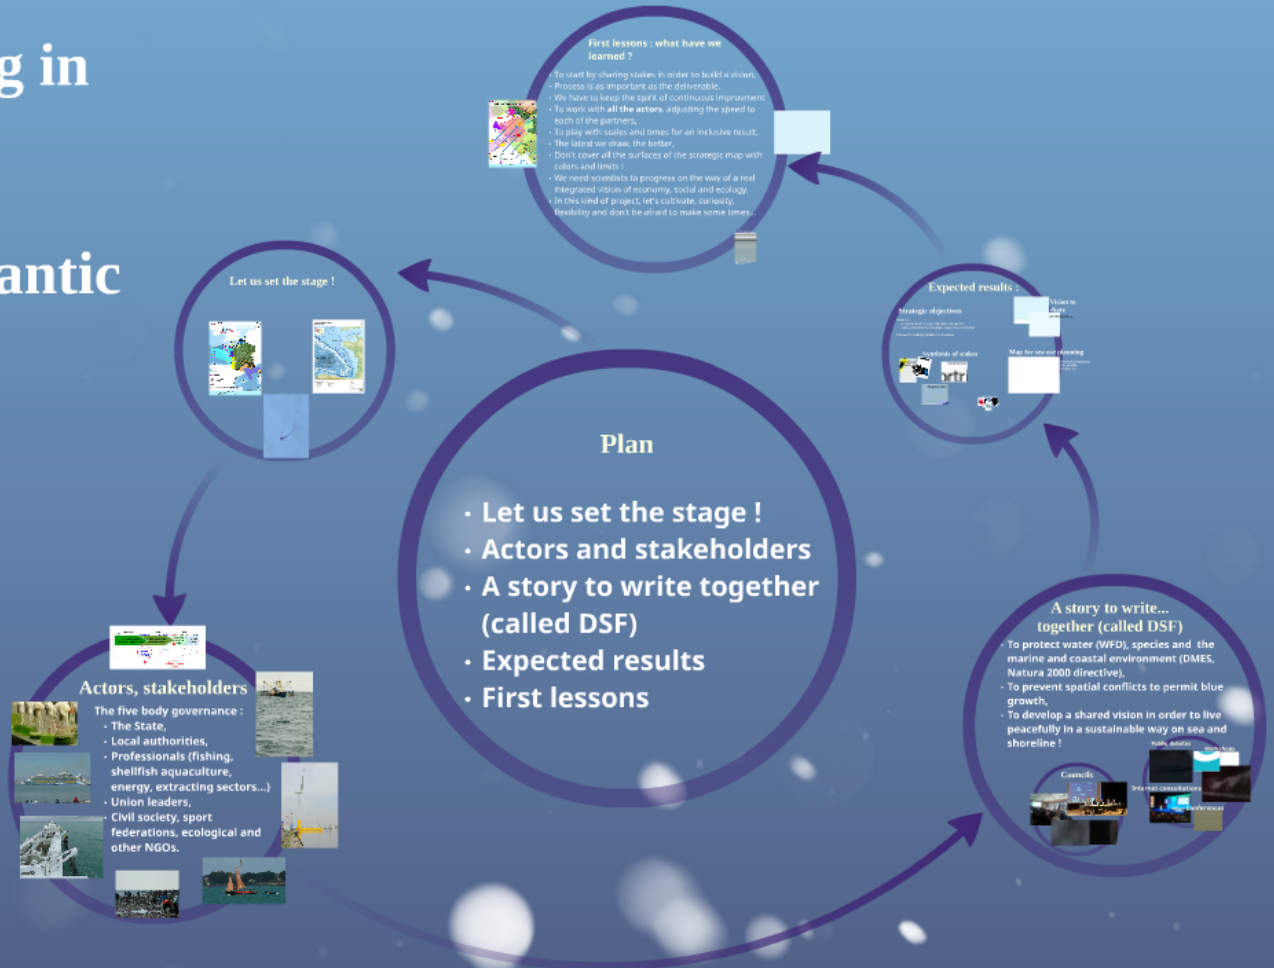 g in
antic
First lessons : what have we
learned ?
· To start by sharing stakes in order to build a vision,
· Process is as important as the deliverable.
· We have to keep the spirit of continuous improvment
· To work with all the actors, adjusting the speed to
each of the partners,
· To play with scales and times for an inclusive result.
· The latest we draw, the better,
· Don't cover all the surfaces of the strategic map with
colors and limits !
· We need scientists to progress on the way of a real
integrated vision of economy, social and ecology.
· In this kind of project, let's cultivate, curiosity,
flexibility and don't be afraid to make some times...
Let us set the stage !
Plan
· Let us set the stage !
· Actors and stakeholders
· A story to write together
(called DSF)
· Expected results
· First lessons
Expected results :
Strategic objectives
Vision to
share
Synthesis of stakes
Map for sea use planning
Actors, stakeholders
The five body governance :
· The State,
· Local authorities,
· Professionals (fishing,
shellfish aquaculture,
energy, extracting sectors...)
· Union leaders,
· Civil society, sport
federations, ecological and
other NGOs.
A story to write...
together (called DSF)
· To protect water (WFD), species and the
marine and coastal environment (DMES,
Natura 2000 directive),
· To prevent spatial conflicts to permit blue
growth,
· To develop a shared vision in order to live
peacefully in a sustainable way on sea and
shoreline !
Councils
Public debates
Workshops
Internet consultations
Conferences